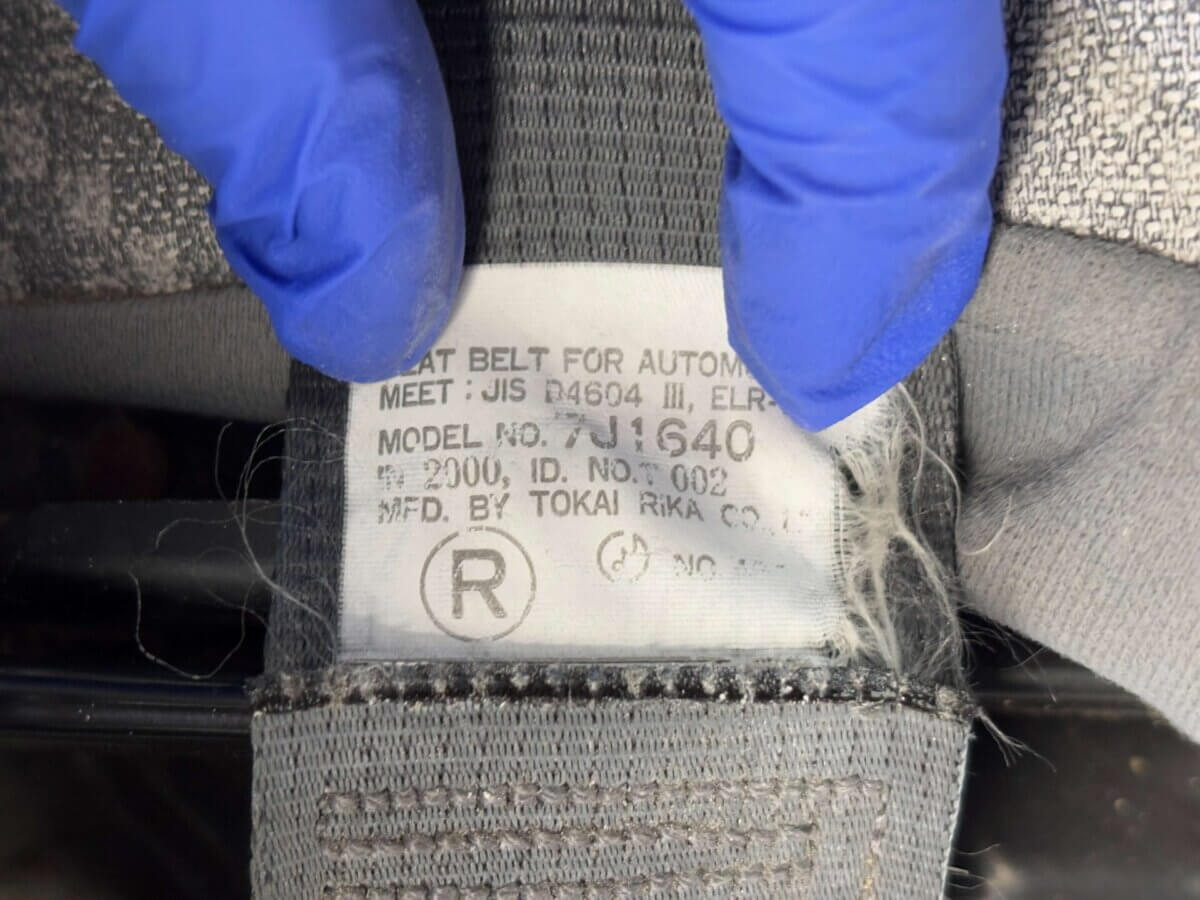 EAT BELT FOR AUTOM
MEET : JIS D4604 III, ELR-
MODEL NO. 7J1640
IN 2000, ID. NO.T 002
MFD. BY TOKAI RIKA CO.,
R
NO.